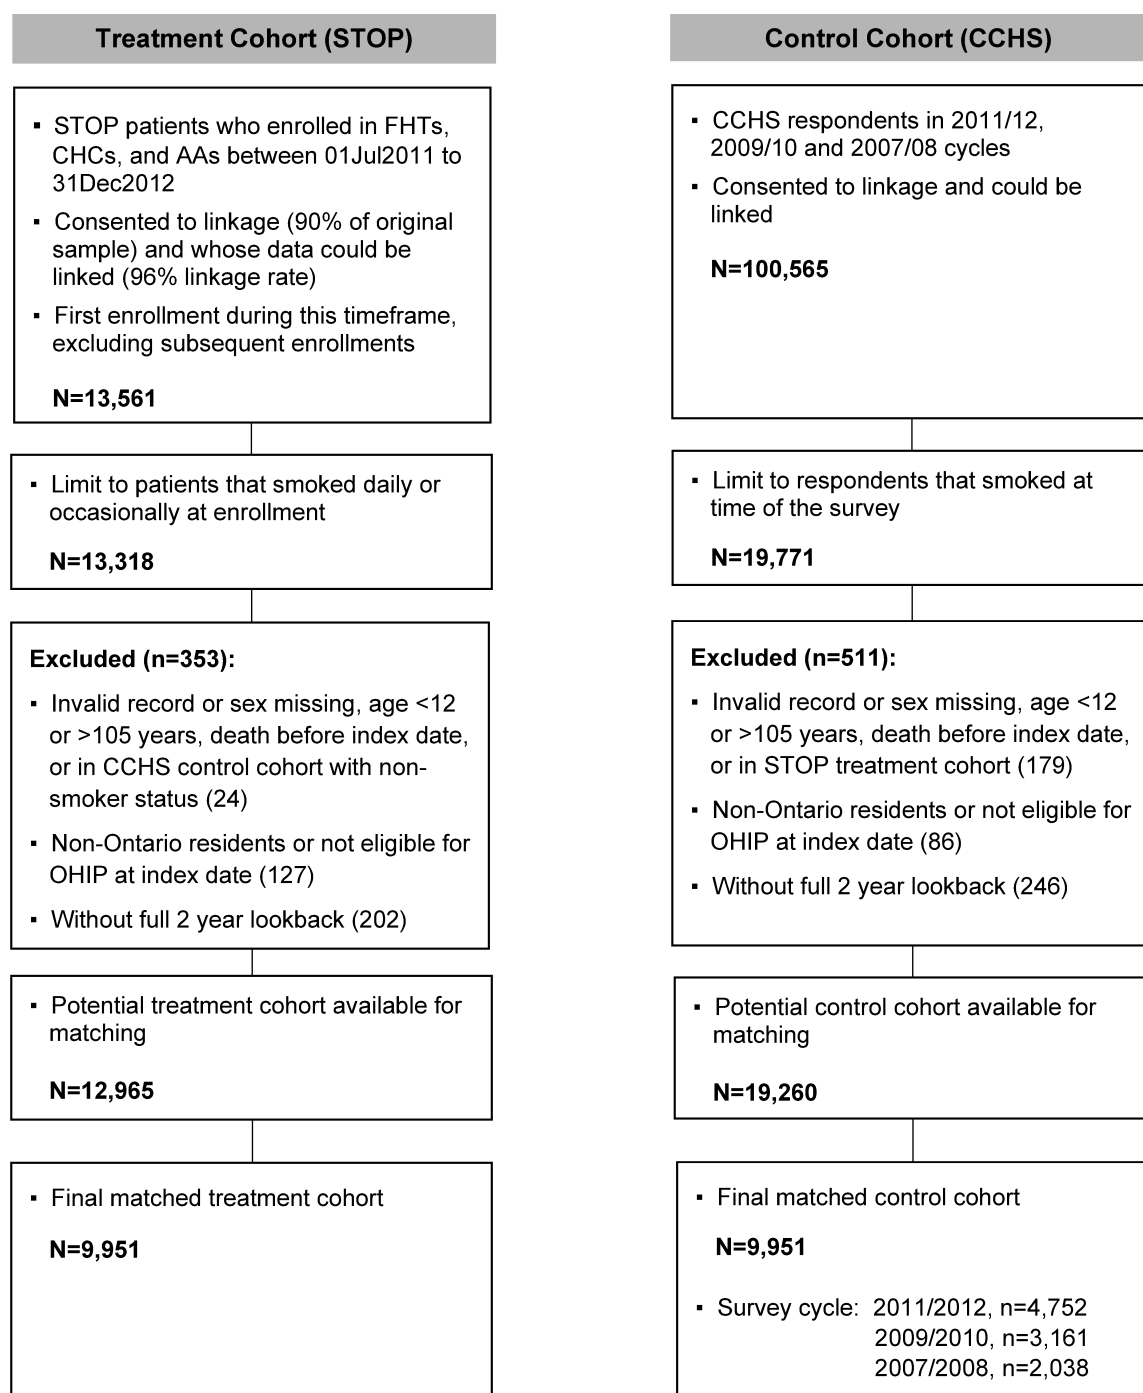 Treatment Cohort (STOP)
▪ STOP patients who enrolled in FHTs,
CHCs, and AAs between 01Jul2011 to
31Dec2012
▪ Consented to linkage (90% of original
sample) and whose data could be
linked (96% linkage rate)
▪ First enrollment during this timeframe,
excluding subsequent enrollments
N=13,561
▪ Limit to patients that smoked daily or
occasionally at enrollment
N=13,318
Excluded (n=353):
▪ Invalid record or sex missing, age <12
or >105 years, death before index date,
or in CCHS control cohort with non-
smoker status (24)
▪ Non-Ontario residents or not eligible for
OHIP at index date (127)
▪ Without full 2 year lookback (202)
▪ Potential treatment cohort available for
matching
N=12,965
▪ Final matched treatment cohort
N=9,951
Control Cohort (CCHS)
▪ CCHS respondents in 2011/12,
2009/10 and 2007/08 cycles
▪ Consented to linkage and could be
linked
N=100,565
▪ Limit to respondents that smoked at
time of the survey
N=19,771
Excluded (n=511):
▪ Invalid record or sex missing, age <12
or >105 years, death before index date,
or in STOP treatment cohort (179)
▪ Non-Ontario residents or not eligible for
OHIP at index date (86)
▪ Without full 2 year lookback (246)
▪ Potential control cohort available for
matching
N=19,260
▪ Final matched control cohort
N=9,951
▪ Survey cycle: 2011/2012, n=4,752
2009/2010, n=3,161
2007/2008, n=2,038